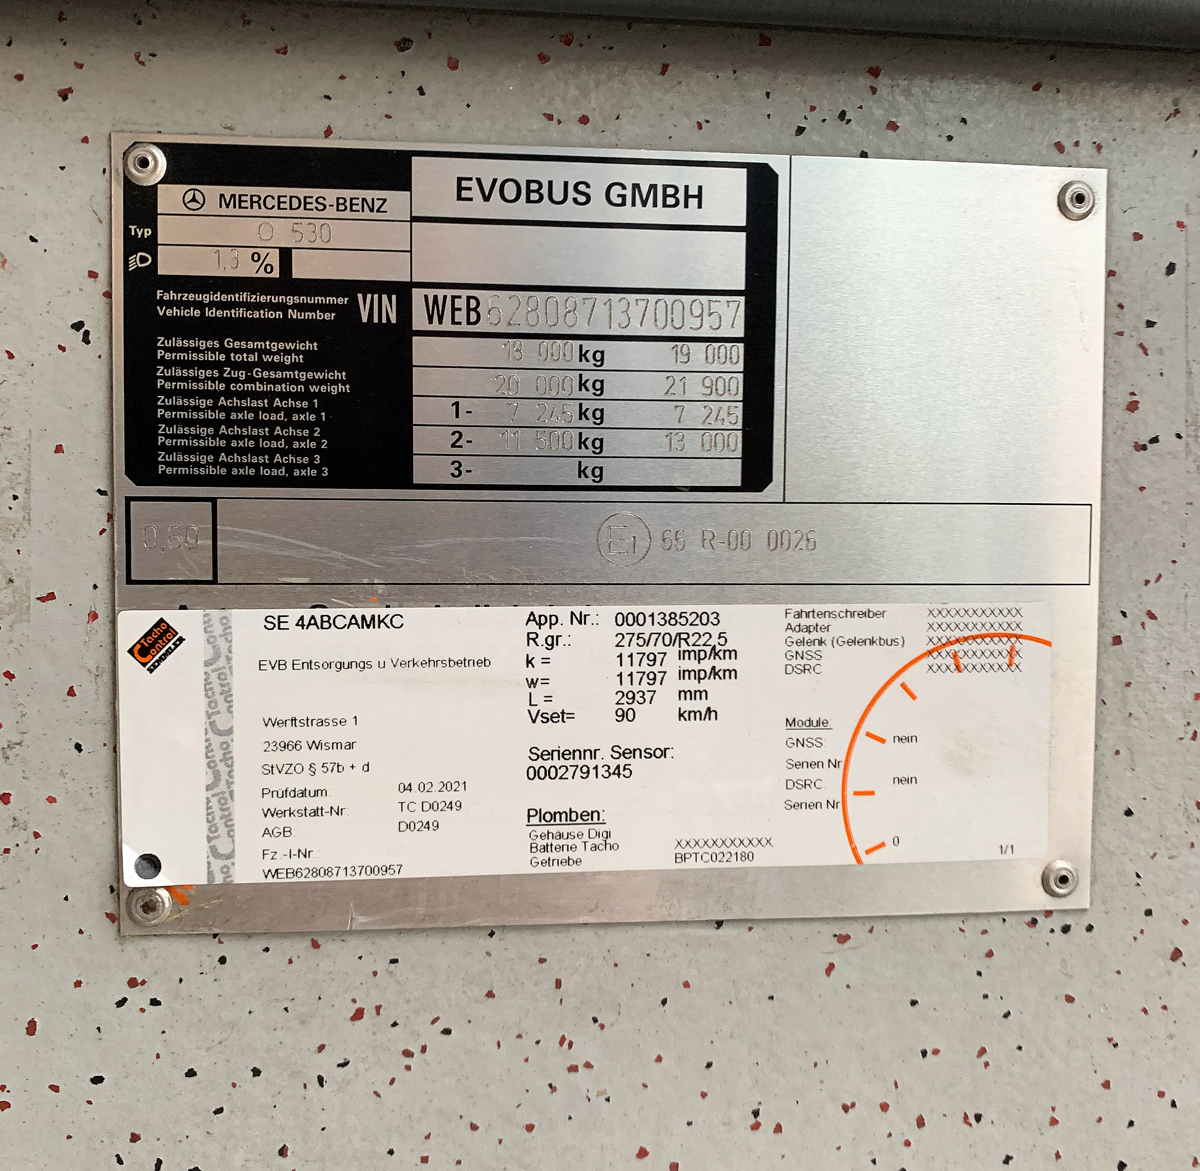 MERCEDES-BENZ
EVOBUS GMBH
Typ
O 530
1,3 %
Fahrzeugidentifizierungsnummer
Vehicle Identification Number
VIN
WEB62808713700957
Zulässiges Gesamtgewicht
Permissible total weight
18 000 kg 19 000
Zulässiges Zug-Gesamtgewicht
Permissible combination weight
20 000 kg 21 900
Zulässige Achslast Achse 1
Permissible axle load, axle 1
1- 7 245 kg 7 245
Zulässige Achslast Achse 2
Permissible axle load, axle 2
2- 11 500 kg 13 000
Zulässige Achslast Achse 3
Permissible axle load, axle 3
3- kg
0,60
E1 66 R-00 0026
Tacho
Control
SE 4ABCAMKC
EVB Entsorgungs u Verkehrsbetrieb
Werftstrasse 1
23966 Wismar
StVZO § 57b + d
Prüfdatum: 04.02.2021
Werkstatt-Nr: TC D0249
AGB: D0249
Fz.-I-Nr.:
WEB62808713700957
App. Nr.: 0001385203
R.gr.: 275/70/R22,5
k = 11797 imp/km
w= 11797 imp/km
L = 2937 mm
Vset= 90 km/h
Seriennr. Sensor:
0002791345
Plomben:
Gehäuse Digi
Batterie Tacho XXXXXXXXXXX
Getriebe BPTC022180
Fahrtenschreiber XXXXXXXXXXX
Adapter XXXXXXXXXXX
Gelenk (Gelenkbus) XXXXXXXXXXX
GNSS XXXXXXXXXXX
DSRC XXXXXXXXXXX
Module:
GNSS nein
Serien Nr
DSRC nein
Serien Nr
0
1/1